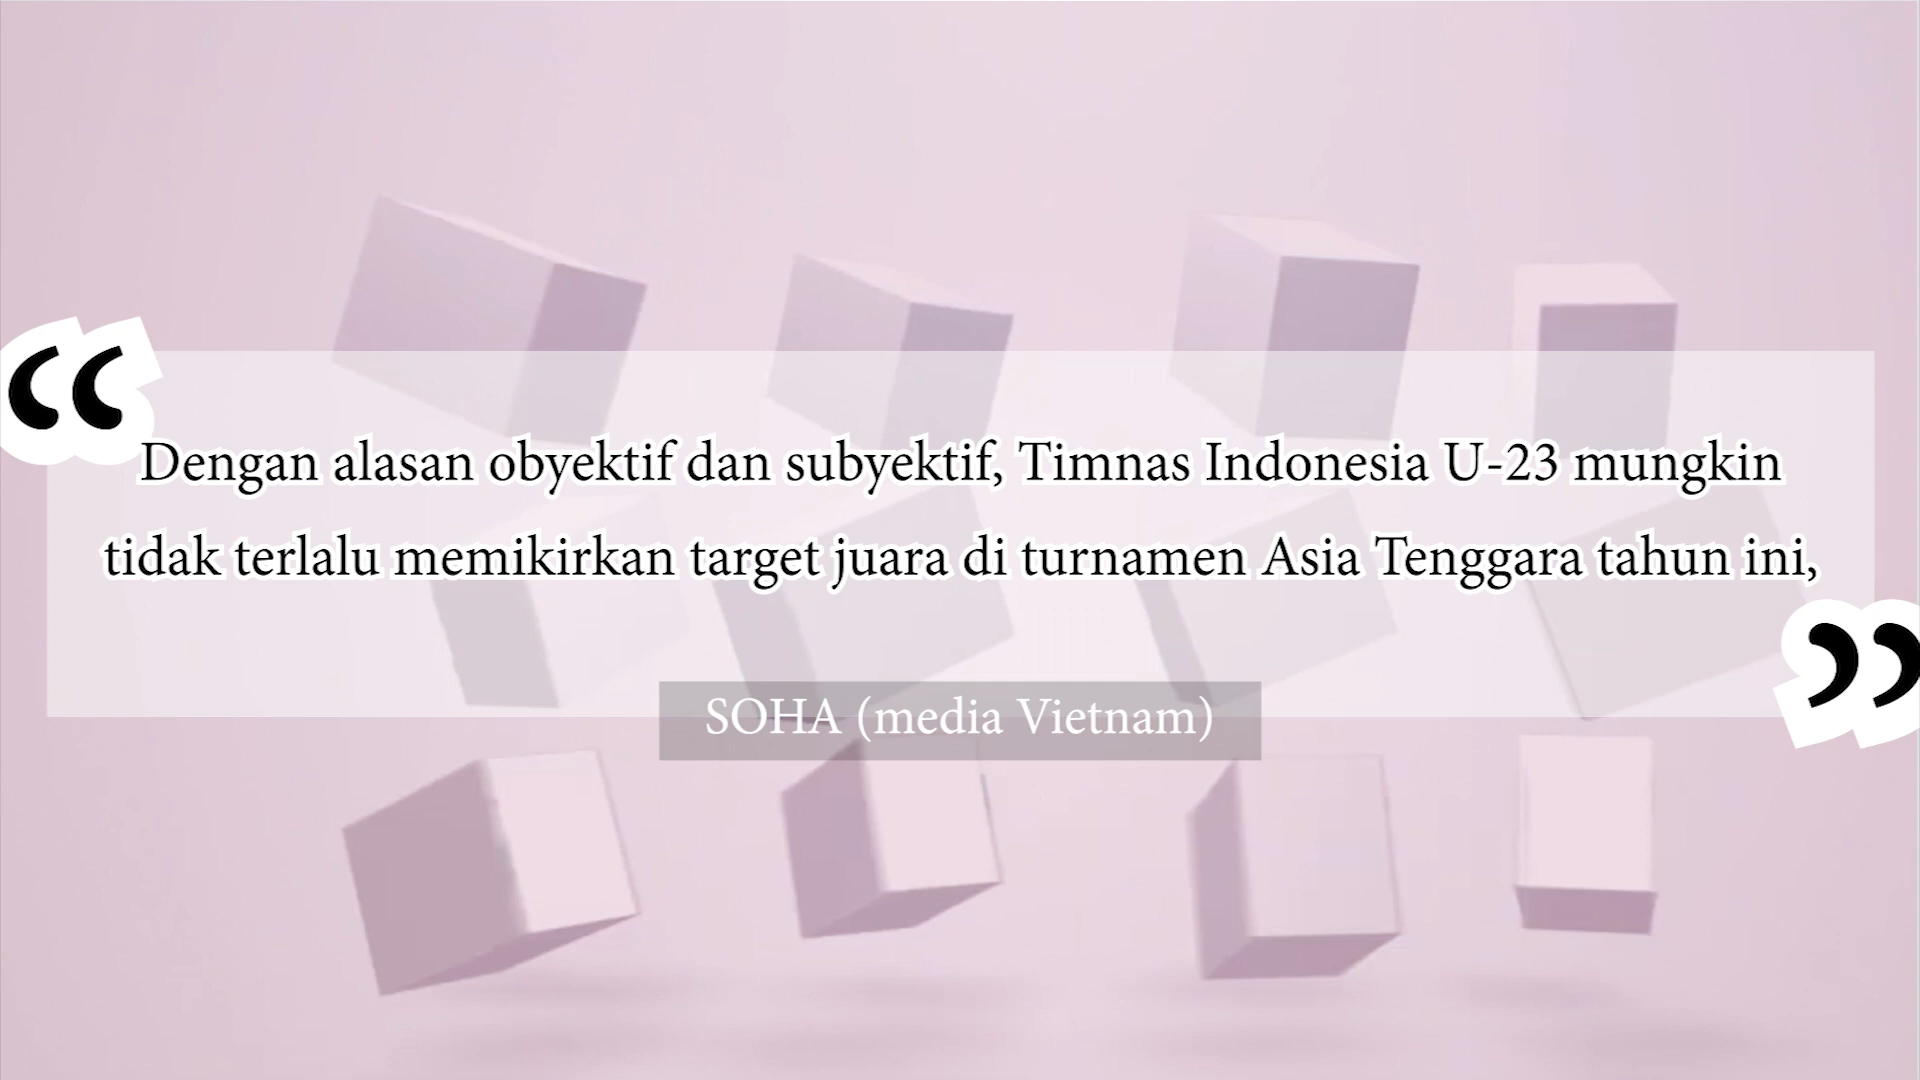 “
Dengan alasan obyektif dan subyektif, Timnas Indonesia U-23 mungkin
tidak terlalu memikirkan target juara di turnamen Asia Tenggara tahun ini,
”
SOHA (media Vietnam)